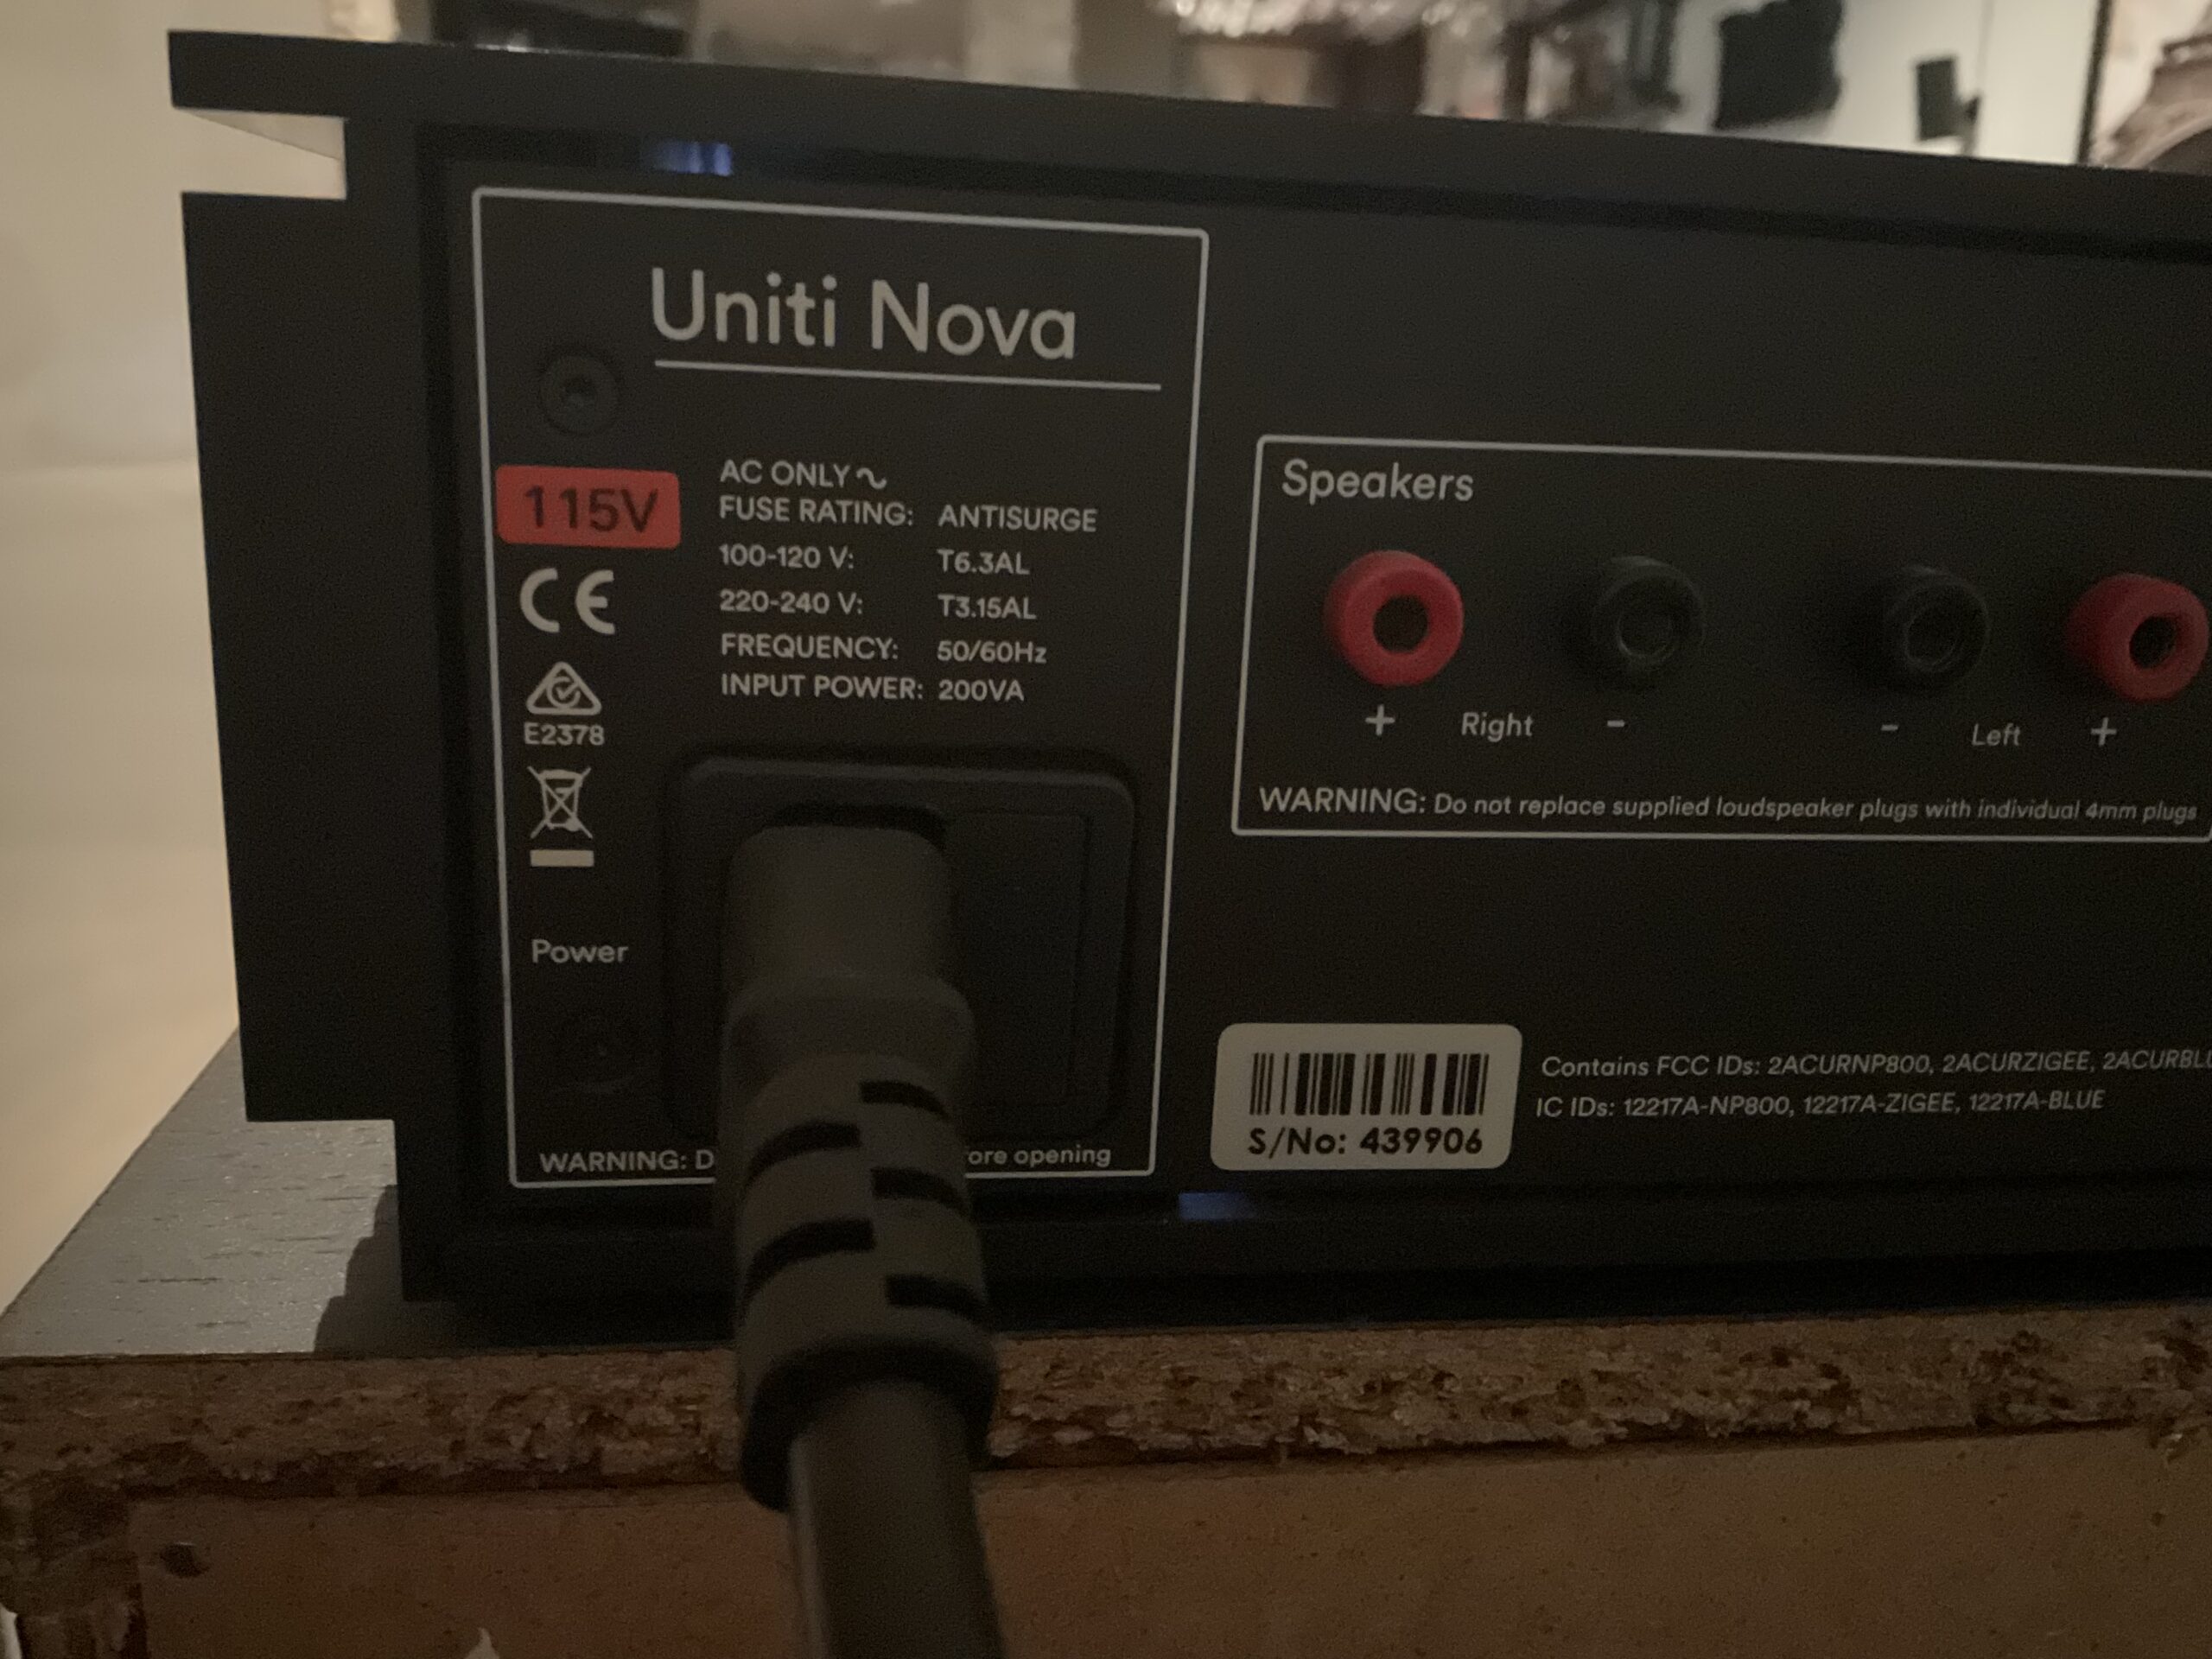 Uniti Nova
115V
AC ONLY
FUSE RATING: ANTISURGE
100-120 V: T6.3AL
220-240 V: T3.15AL
FREQUENCY: 50/60Hz
INPUT POWER: 200VA
CE
E2378
Power
WARNING: opening
Speakers
+ Right - - Left +
WARNING: Do not replace supplied loudspeaker plugs with individual 4mm plugs
S/No: 439906
Contains FCC IDs: 2ACURNP800, 2ACURZIGEE,
IC IDs: 12217A-NP800, 12217A-ZIGEE, 12217A-BLUE